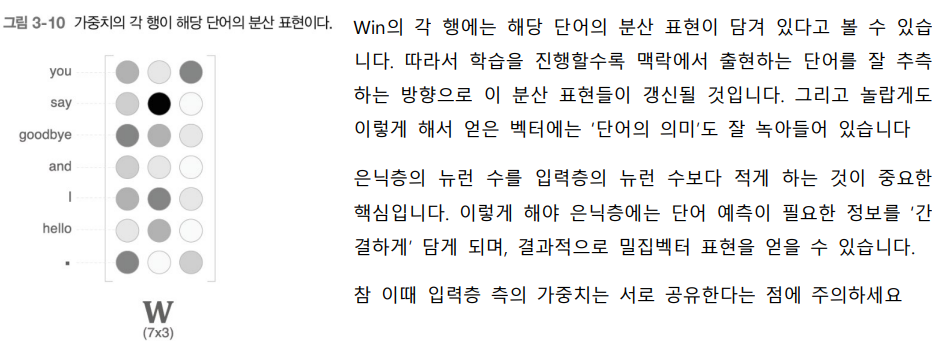 그림 3-10 가중치의 각 행이 해당 단어의 분산 표현이다.
you
say
goodbye
and
I
hello
.
W
(7x3)
Win의 각 행에는 해당 단어의 분산 표현이 담겨 있다고 볼 수 있습
니다. 따라서 학습을 진행할수록 맥락에서 출현하는 단어를 잘 추측
하는 방향으로 이 분산 표현들이 갱신될 것입니다. 그리고 놀랍게도
이렇게 해서 얻은 벡터에는 '단어의 의미'도 잘 녹아들어 있습니다
은닉층의 뉴런 수를 입력층의 뉴런 수보다 적게 하는 것이 중요한
핵심입니다. 이렇게 해야 은닉층에는 단어 예측이 필요한 정보를 '간
결하게' 담게 되며, 결과적으로 밀집벡터 표현을 얻을 수 있습니다.
참 이때 입력층 측의 가중치는 서로 공유한다는 점에 주의하세요